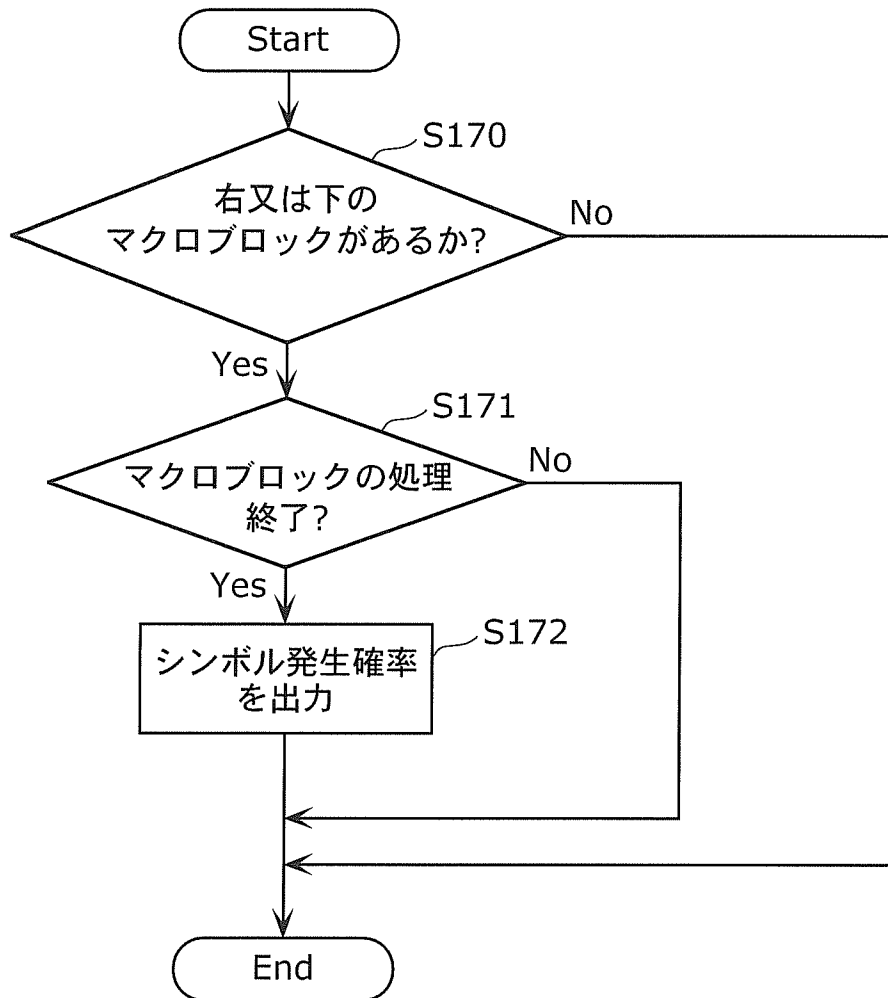 Start
S170
右又は下の
マクロブロックがあるか?
No
Yes
S171
マクロブロックの処理
終了?
No
Yes
S172
シンボル発生確率
を出力
End